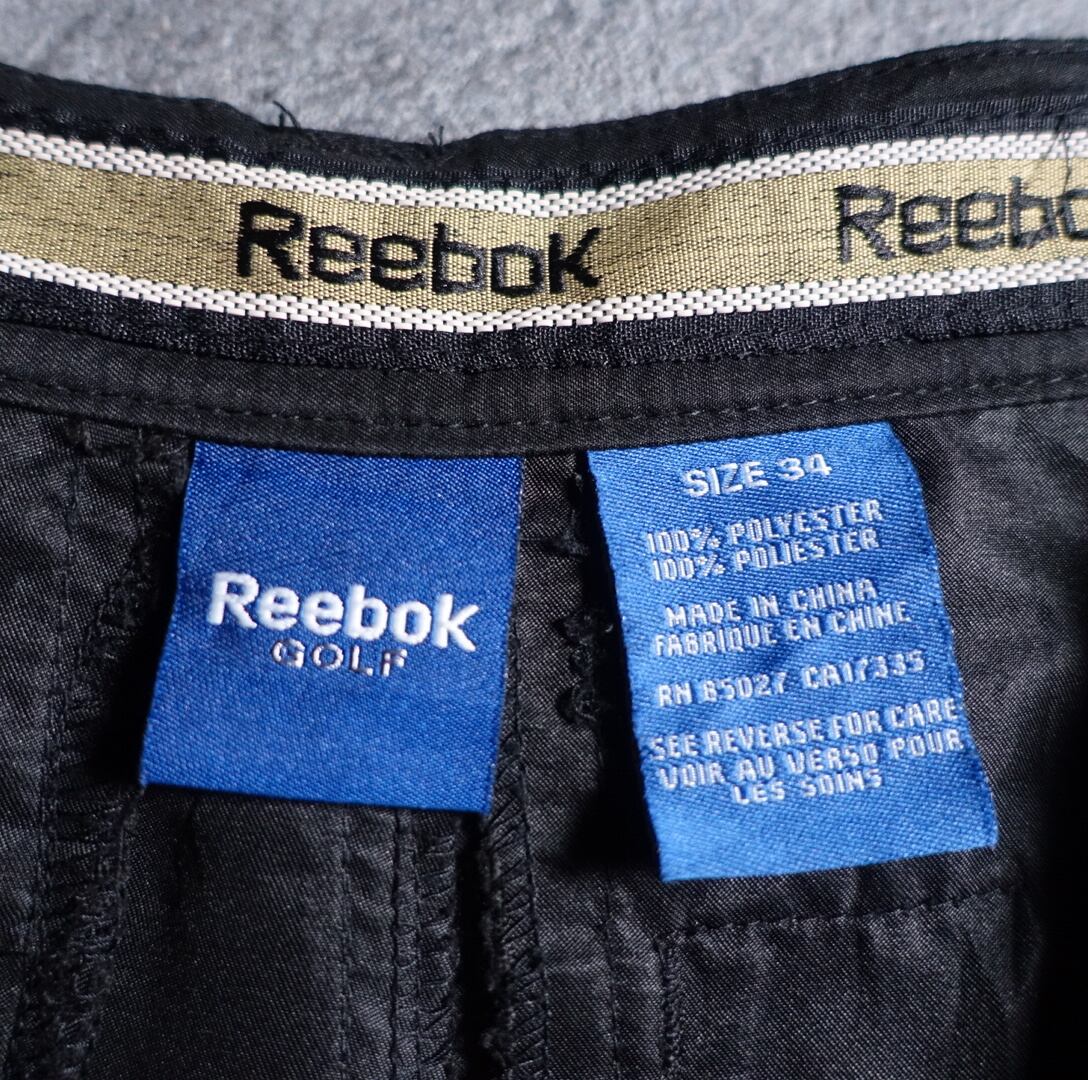 Reebok
Reebo
Reebok
GOLF
SIZE 34
100% POLYESTER
100% POLIESTER
MADE IN CHINA
FABRIQUE EN CHINE
RN 85027 CA17335
SEE REVERSE FOR CARE
VOIR AU VERSO POUR
LES SOINS